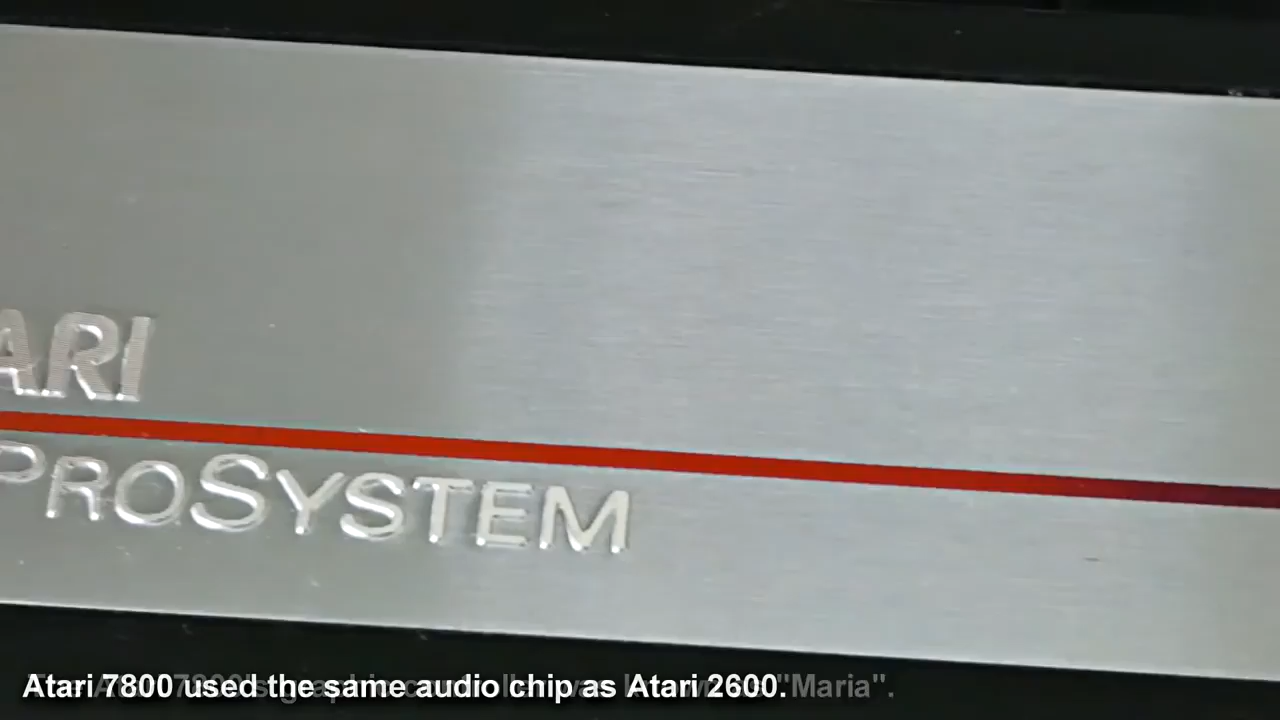 ARI
PROSYSTEM
Atari 7800 used the same audio chip as Atari 2600.
"Maria".